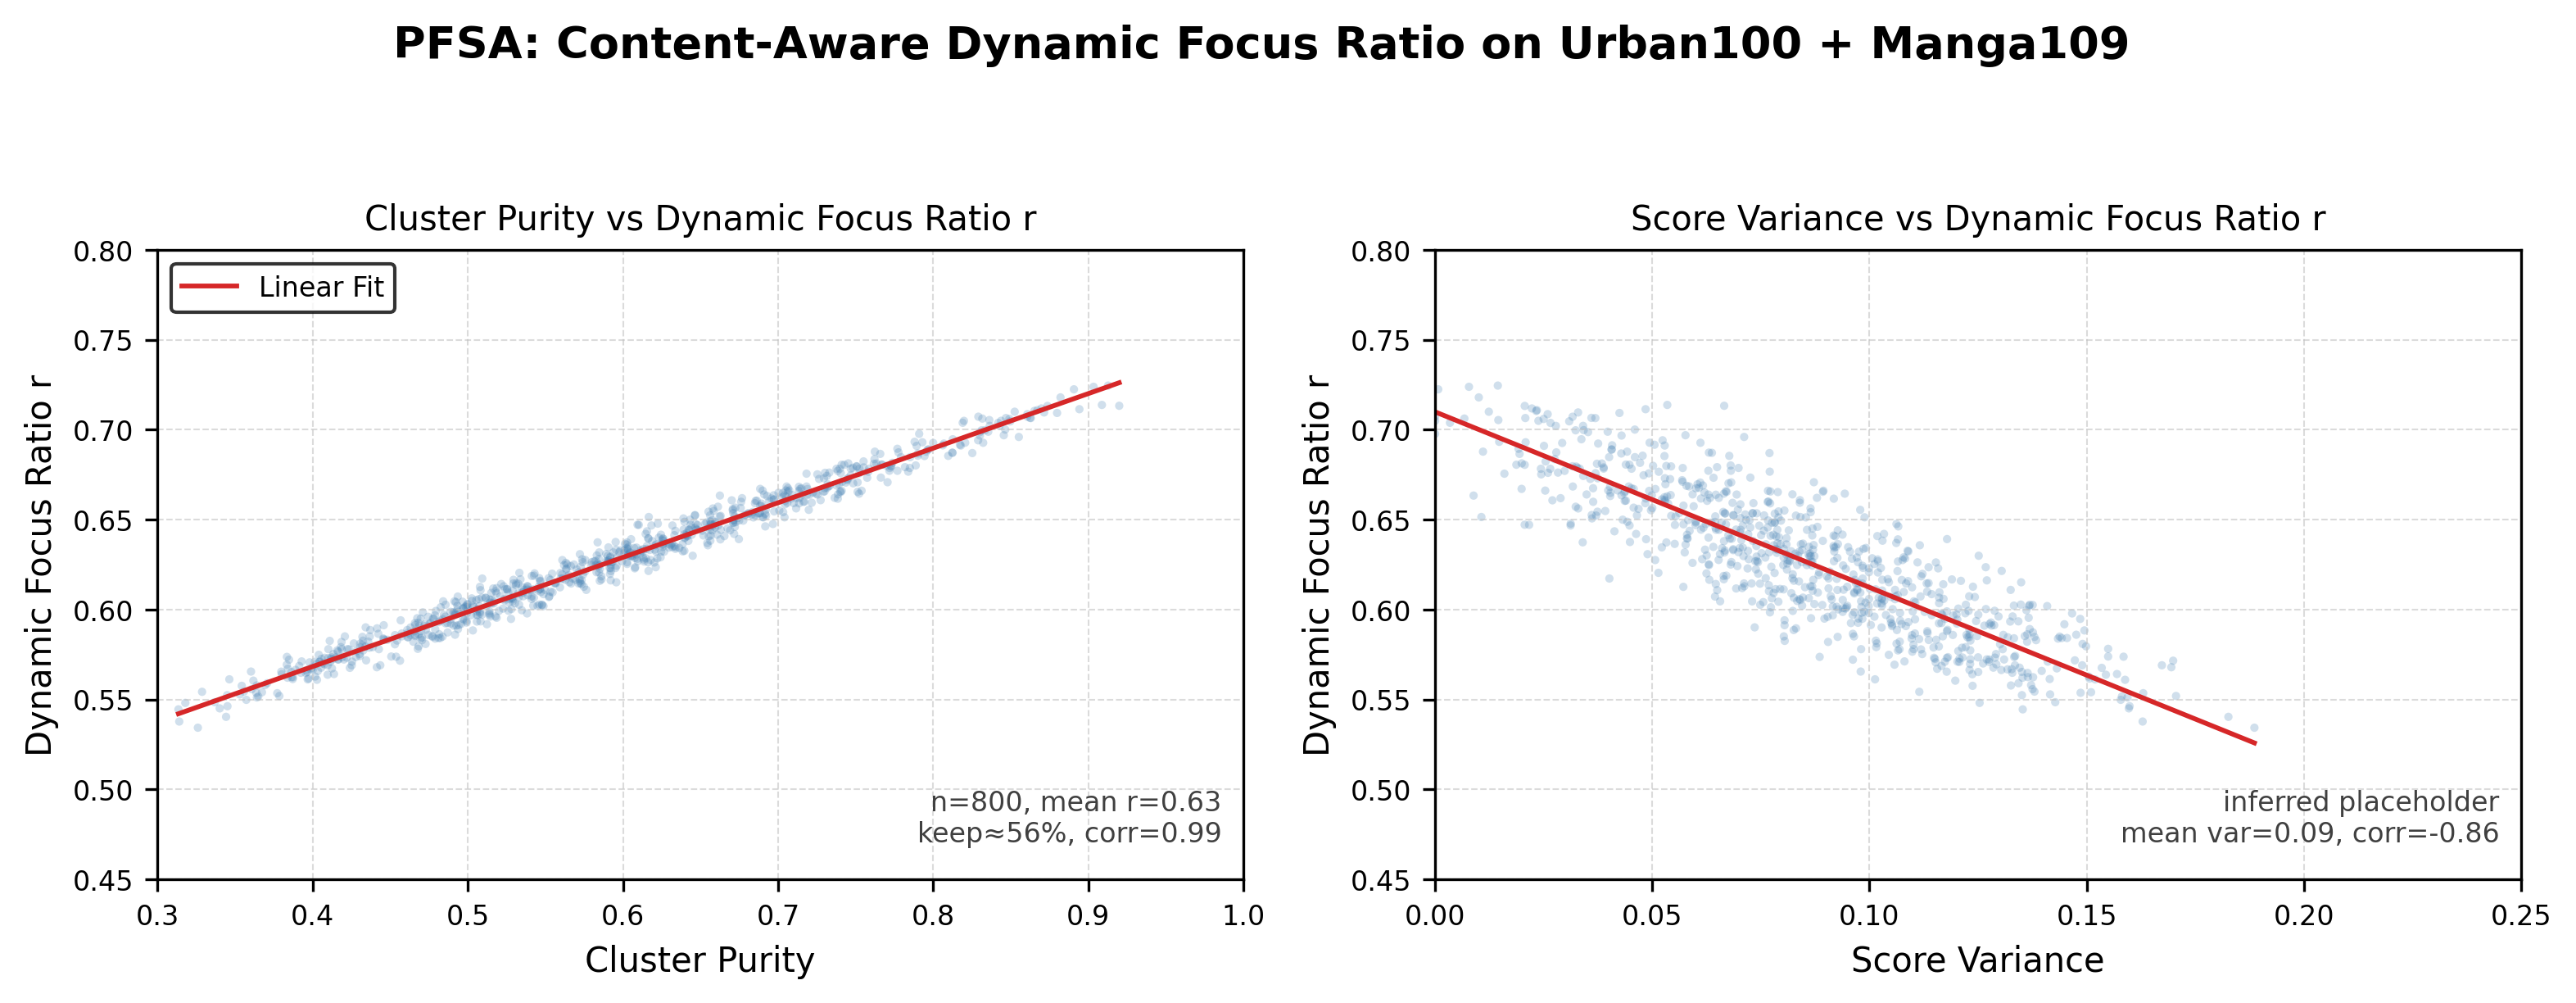 PFSA: Content-Aware Dynamic Focus Ratio on Urban100 + Manga109
Cluster Purity vs Dynamic Focus Ratio r
0.80
0.75
0.70
0.65
0.60
0.55
0.50
0.45
Dynamic Focus Ratio r
Linear Fit
n=800, mean r=0.63
keep≈56%, corr=0.99
0.3 0.4 0.5 0.6 0.7 0.8 0.9 1.0
Cluster Purity
Score Variance vs Dynamic Focus Ratio r
0.80
0.75
0.70
0.65
0.60
0.55
0.50
0.45
Dynamic Focus Ratio r
inferred placeholder
mean var=0.09, corr=-0.86
0.00 0.05 0.10 0.15 0.20 0.25
Score Variance